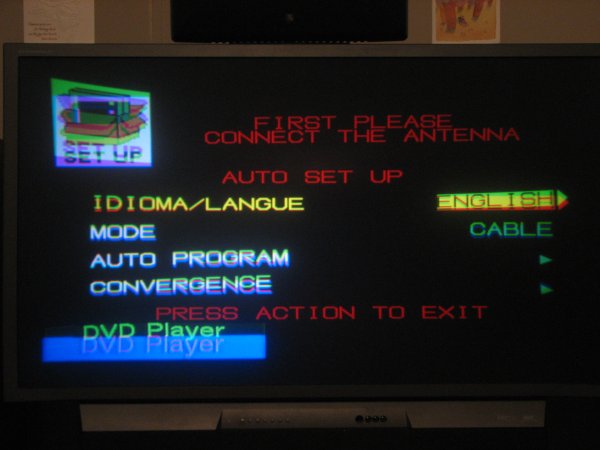 SET UP
FIRST PLEASE
CONNECT THE ANTENNA
AUTO SET UP
IDIOMA/LANGUE ENGLISH
MODE CABLE
AUTO PROGRAM
CONVERGENCE
PRESS ACTION TO EXIT
DVD Player
DVD Player